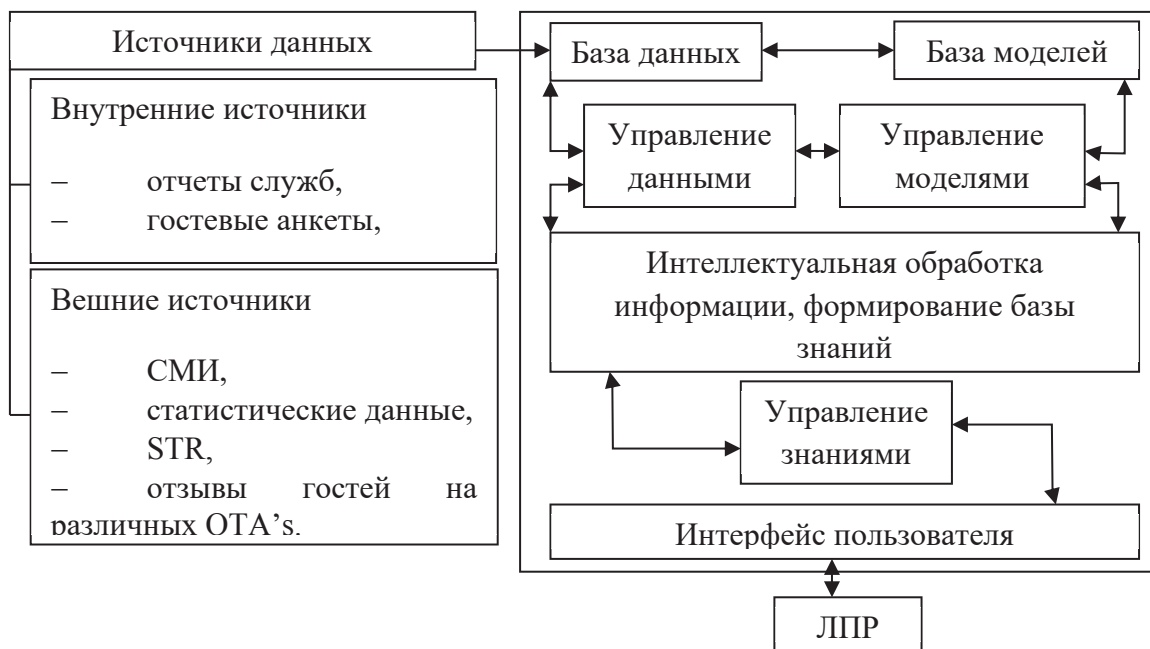 Источники данных
Внутренние источники
– отчеты служб,
– гостевые анкеты,
Вешние источники
– СМИ,
– статистические данные,
– STR,
– отзывы гостей на
различных OTA’s.
База данных
База моделей
Управление
данными
Управление
моделями
Интеллектуальная обработка
информации, формирование базы
знаний
Управление
знаниями
Интерфейс пользователя
ЛПР